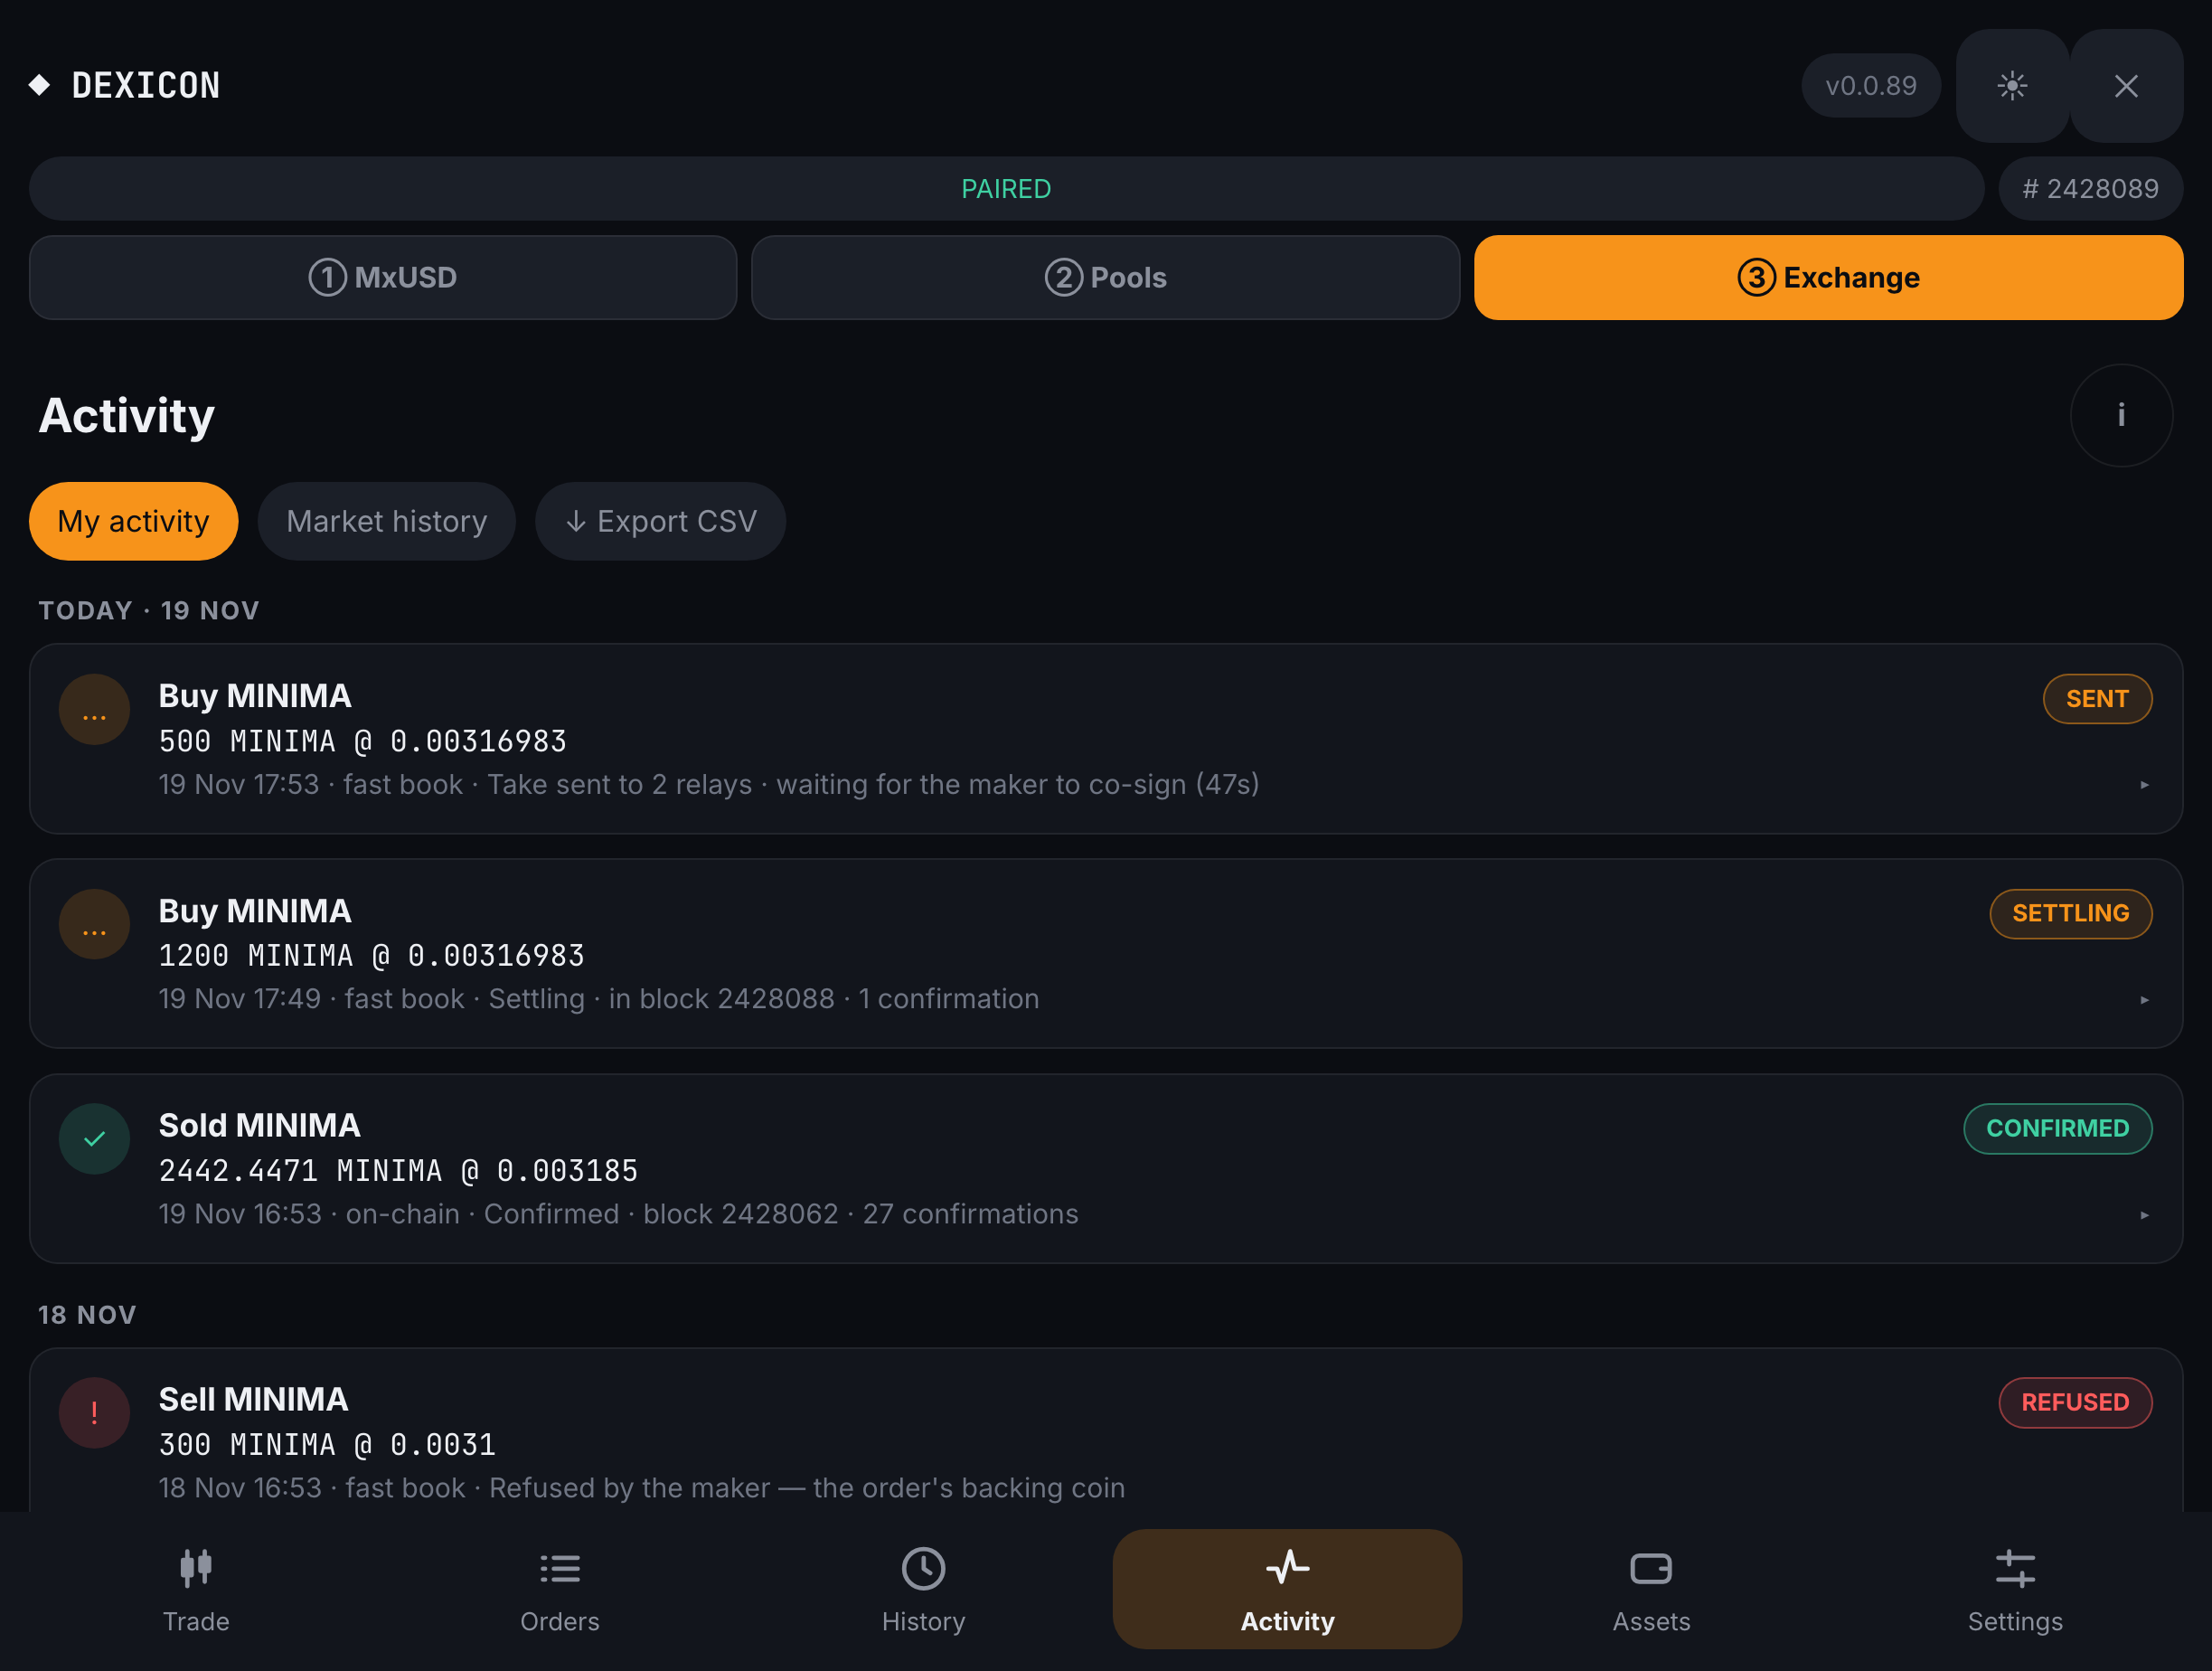 ◆ DEXICON
v0.0.89
PAIRED
# 2428089
① MxUSD
② Pools
③ Exchange
Activity
i
My activity
Market history
↓ Export CSV
TODAY · 19 NOV
Buy MINIMA
SENT
500 MINIMA @ 0.00316983
19 Nov 17:53 · fast book · Take sent to 2 relays · waiting for the maker to co-sign (47s)
Buy MINIMA
SETTLING
1200 MINIMA @ 0.00316983
19 Nov 17:49 · fast book · Settling · in block 2428088 · 1 confirmation
Sold MINIMA
CONFIRMED
2442.4471 MINIMA @ 0.003185
19 Nov 16:53 · on-chain · Confirmed · block 2428062 · 27 confirmations
18 NOV
Sell MINIMA
REFUSED
300 MINIMA @ 0.0031
18 Nov 16:53 · fast book · Refused by the maker — the order's backing coin
Trade
Orders
History
Activity
Assets
Settings